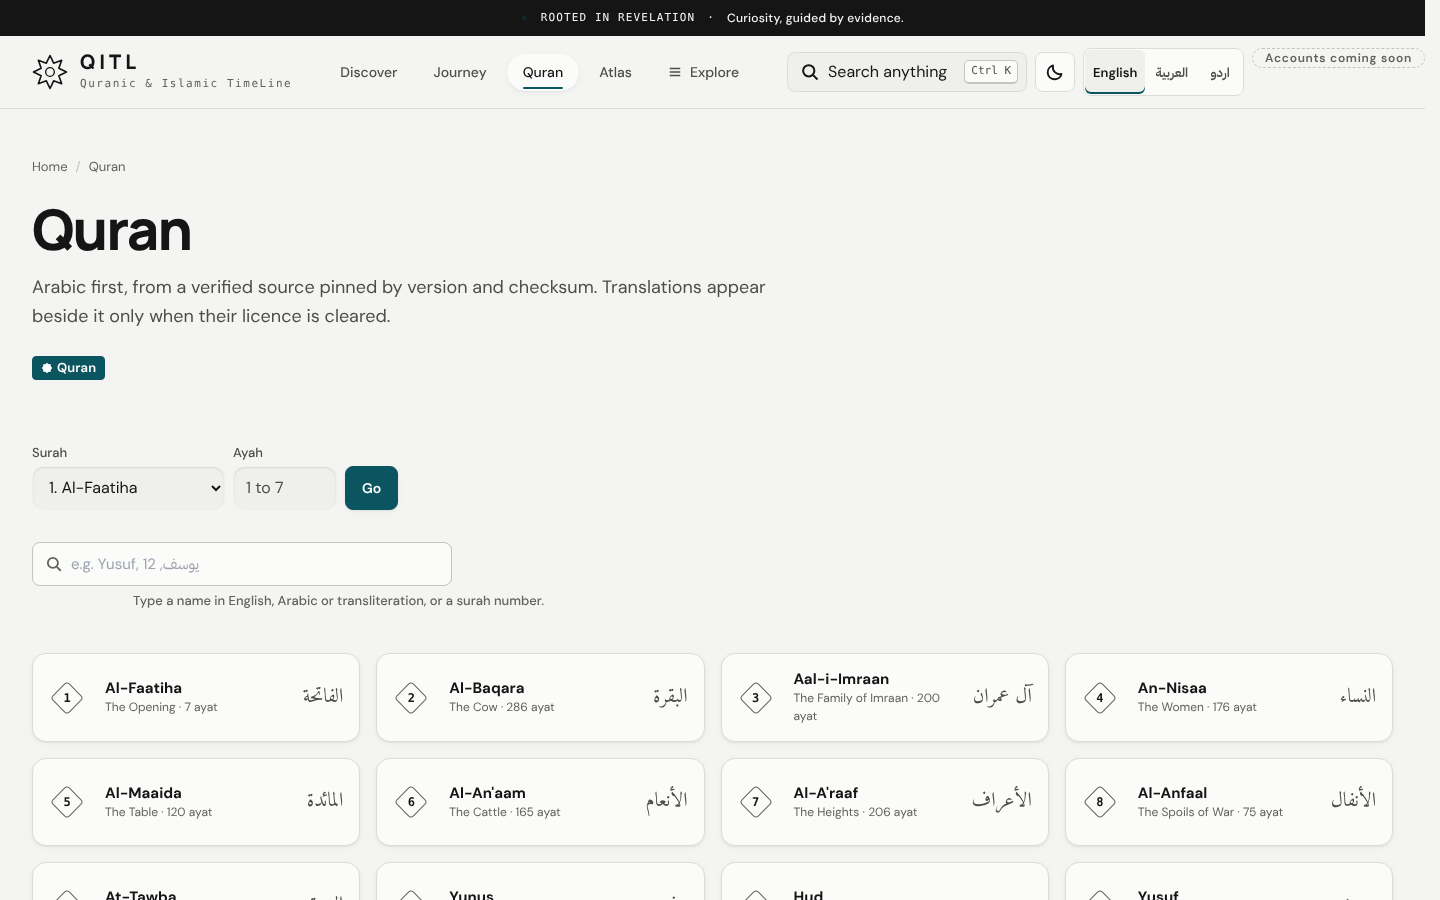 ROOTED IN REVELATION · Curiosity, guided by evidence.
QITL
Quranic & Islamic TimeLine
Discover
Journey
Quran
Atlas
Explore
Search anything
Ctrl K
English
العربية
اردو
Accounts coming soon
Home / Quran
Quran
Arabic first, from a verified source pinned by version and checksum. Translations appear
beside it only when their licence is cleared.
Quran
Surah
Ayah
1. Al-Faatiha
1 to 7
Go
e.g. Yusuf, 12 ,يوسف
Type a name in English, Arabic or transliteration, or a surah number.
1
Al-Faatiha
The Opening · 7 ayat
الفاتحة
2
Al-Baqara
The Cow · 286 ayat
البقرة
3
Aal-i-Imraan
The Family of Imraan · 200
ayat
آل عمران
4
An-Nisaa
The Women · 176 ayat
النساء
5
Al-Maaida
The Table · 120 ayat
المائدة
6
Al-An'aam
The Cattle · 165 ayat
الأنعام
7
Al-A'raaf
The Heights · 206 ayat
الأعراف
8
Al-Anfaal
The Spoils of War · 75 ayat
الأنفال
At-Tawba
Yunus
Hud
Yusuf